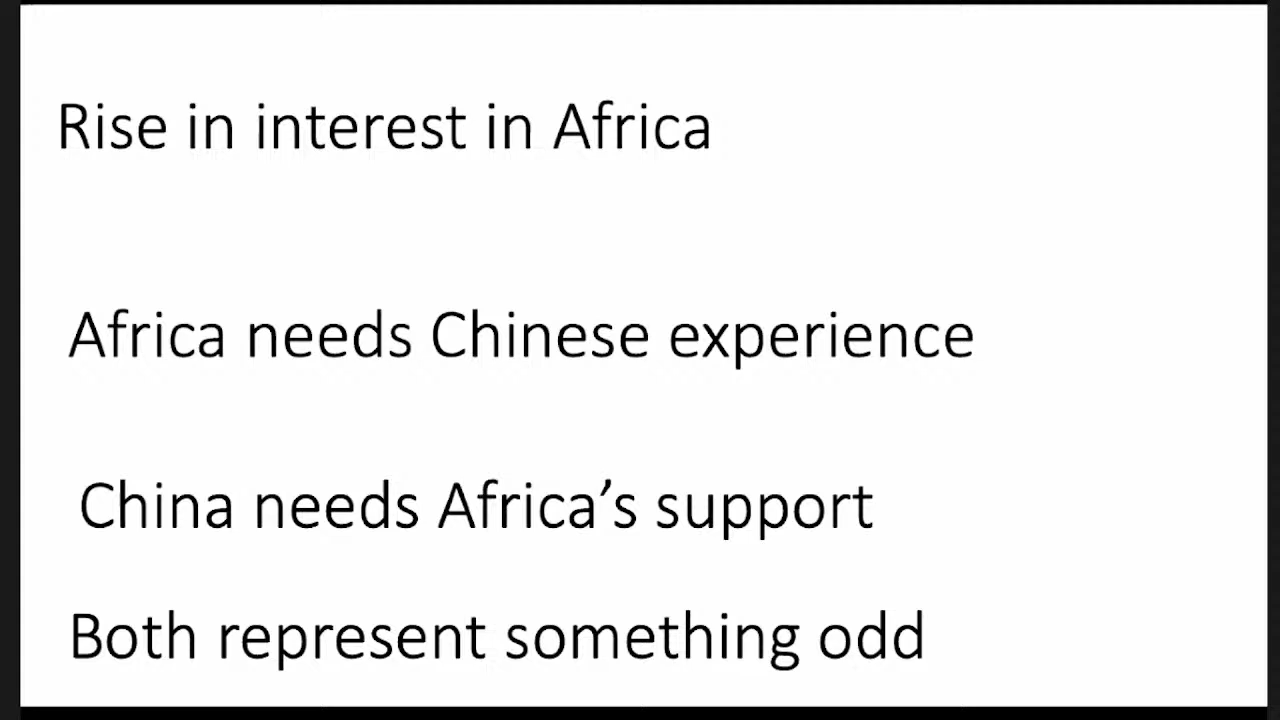 Rise in interest in Africa
Africa needs Chinese experience
China needs Africa’s support
Both represent something odd